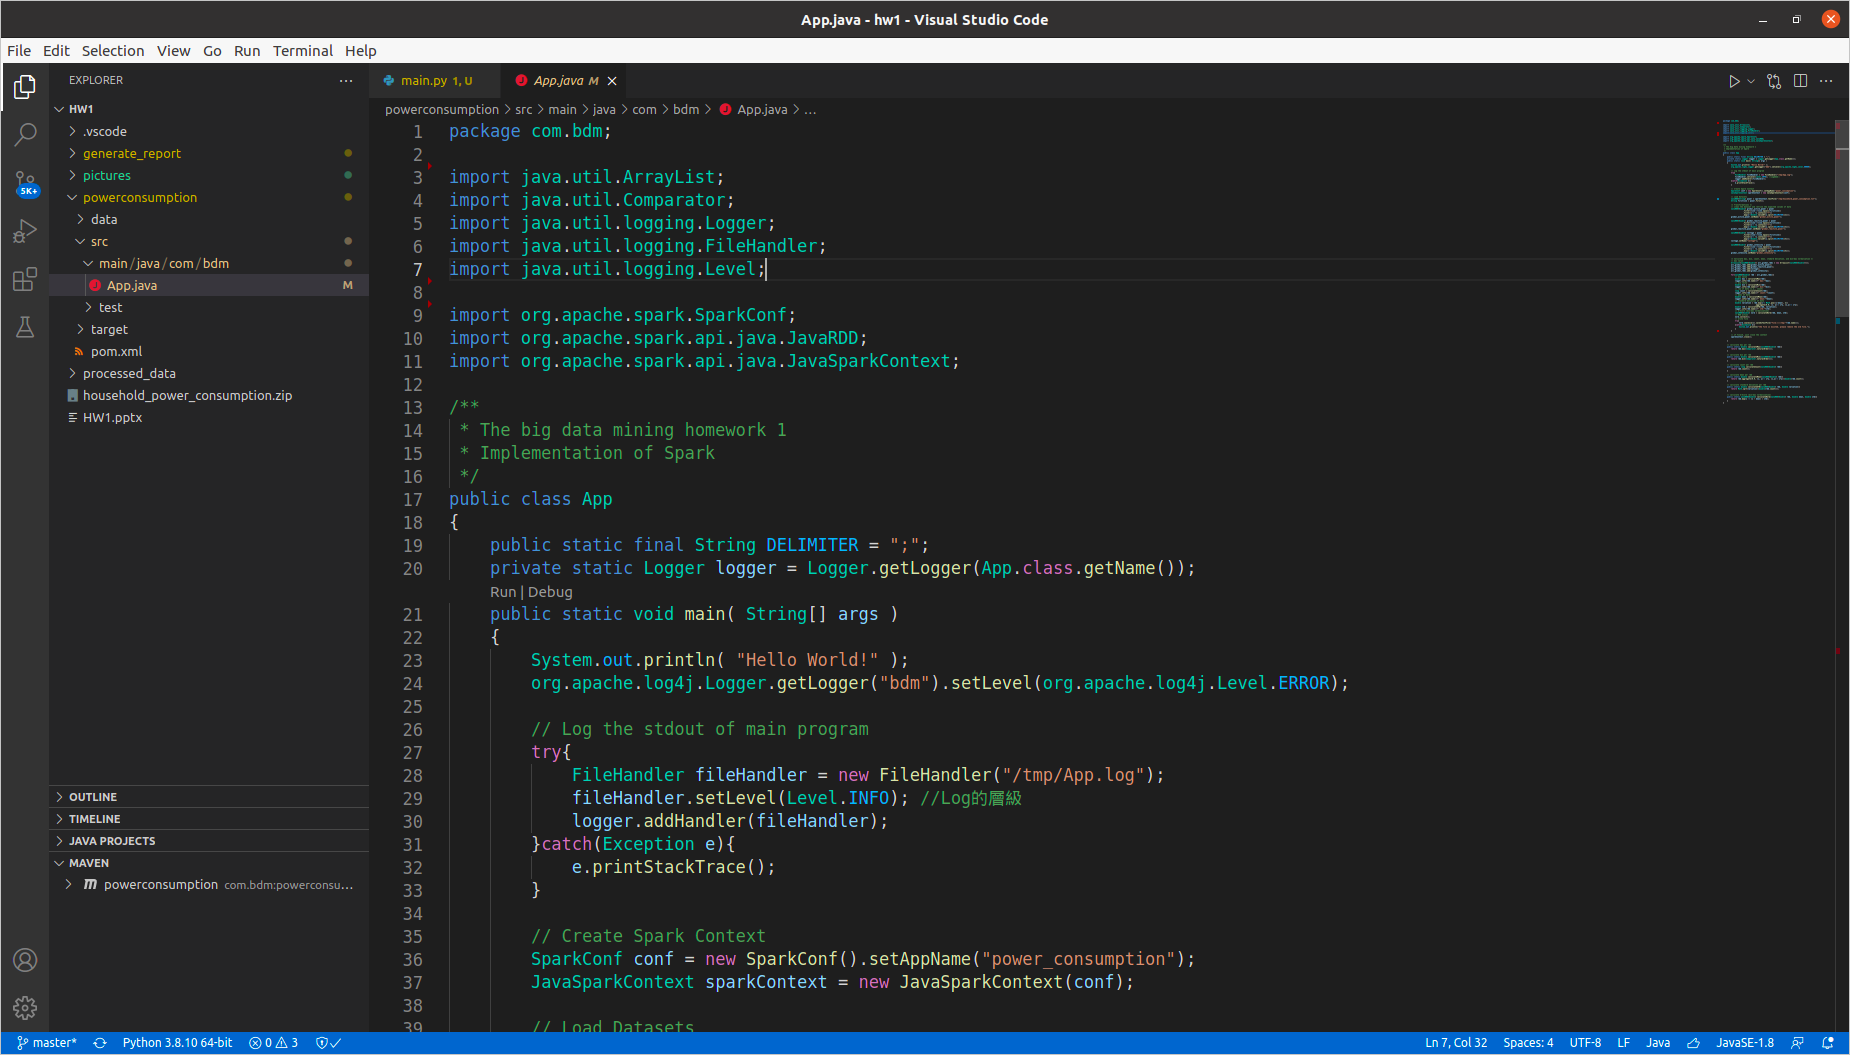 App.java - hw1 - Visual Studio Code
File Edit Selection View Go Run Terminal Help
EXPLORER
HW1
.vscode
generate_report
pictures
powerconsumption
data
src
main/java/com/bdm
App.java M
test
target
pom.xml
processed_data
household_power_consumption.zip
HW1.pptx
OUTLINE
TIMELINE
JAVA PROJECTS
MAVEN
powerconsumption com.bdm:powerconsu...
5K+
main.py 1, U App.java M
powerconsumption > src > main > java > com > bdm > App.java > ...
1 package com.bdm;
2
3 import java.util.ArrayList;
4 import java.util.Comparator;
5 import java.util.logging.Logger;
6 import java.util.logging.FileHandler;
7 import java.util.logging.Level;
8
9 import org.apache.spark.SparkConf;
10 import org.apache.spark.api.java.JavaRDD;
11 import org.apache.spark.api.java.JavaSparkContext;
12
13 /**
14  * The big data mining homework 1
15  * Implementation of Spark
16  */
17 public class App
18 {
19     public static final String DELIMITER = ";";
20     private static Logger logger = Logger.getLogger(App.class.getName());
Run | Debug
21     public static void main( String[] args )
22     {
23         System.out.println( "Hello World!" );
24         org.apache.log4j.Logger.getLogger("bdm").setLevel(org.apache.log4j.Level.ERROR);
25
26         // Log the stdout of main program
27         try{
28             FileHandler fileHandler = new FileHandler("/tmp/App.log");
29             fileHandler.setLevel(Level.INFO); //Log的層級
30             logger.addHandler(fileHandler);
31         }catch(Exception e){
32             e.printStackTrace();
33         }
34
35         // Create Spark Context
36         SparkConf conf = new SparkConf().setAppName("power_consumption");
37         JavaSparkContext sparkContext = new JavaSparkContext(conf);
38
39         // Load Datasets
master* Python 3.8.10 64-bit 0 3 Ln 7, Col 32 Spaces: 4 UTF-8 LF Java JavaSE-1.8